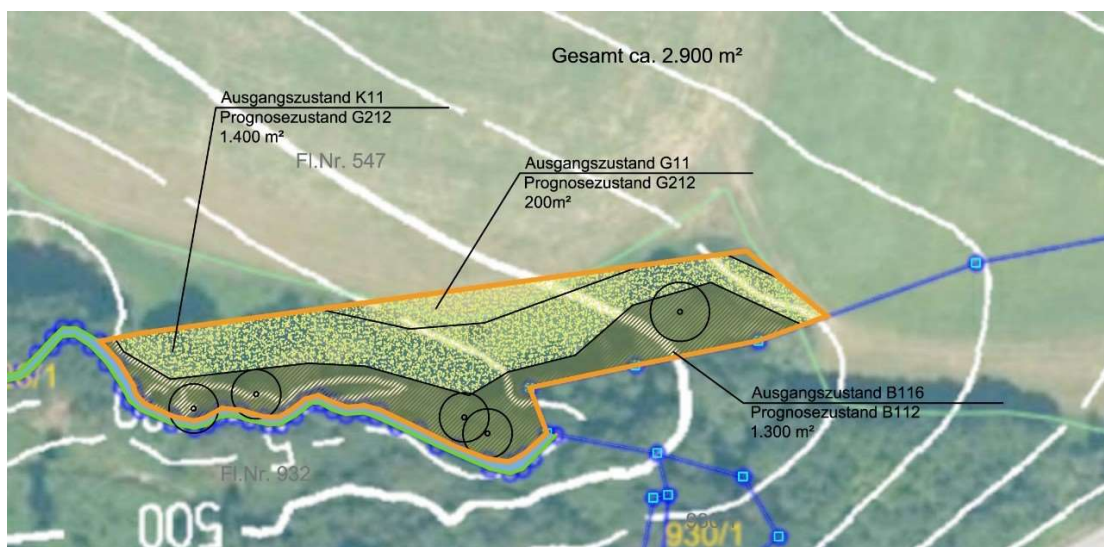 Gesamt ca. 2.900 m²
Ausgangszustand K11
Prognosezustand G212
1.400 m²
Fl.Nr. 547
Ausgangszustand G11
Prognosezustand G212
200m²
Ausgangszustand B116
Prognosezustand B112
1.300 m²
Fl.Nr. 932
500
930/1